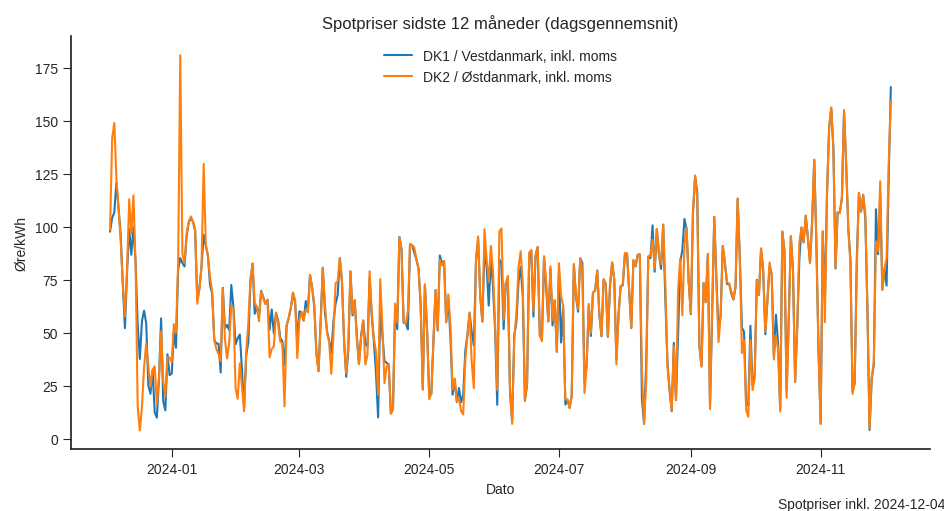 Spotpriser sidste 12 måneder (dagsgennemsnit)
DK1 / Vestdanmark, inkl. moms
DK2 / Østdanmark, inkl. moms
Øre/kWh
175
150
125
100
75
50
25
0
2024-01 2024-03 2024-05 2024-07 2024-09 2024-11
Dato
Spotpriser inkl. 2024-12-04